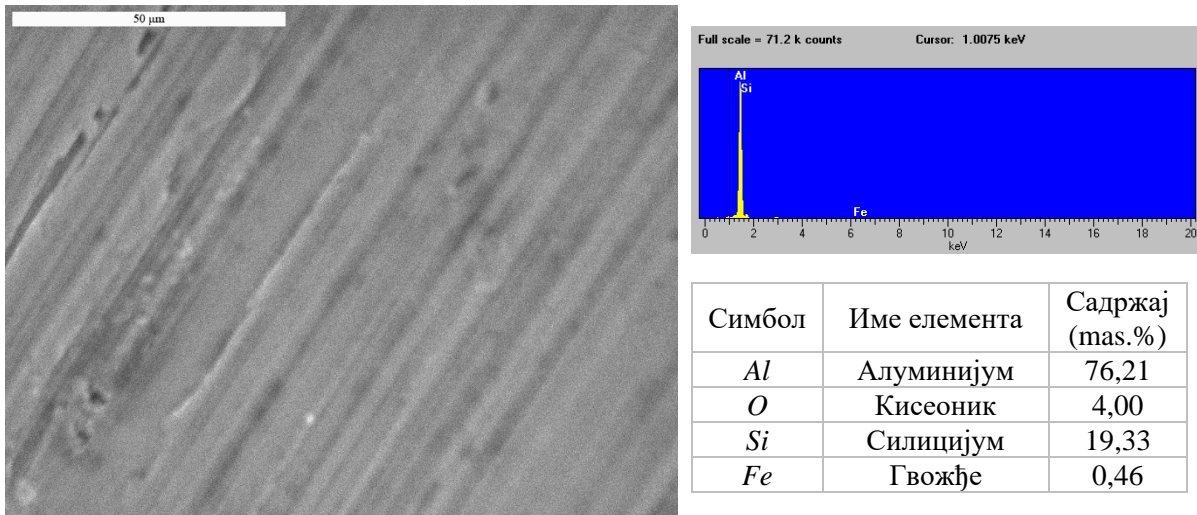 50 μm
Full scale = 71.2 k counts Cursor: 1.0075 keV
Al
Si
Fe
0 2 4 6 8 10 12 14 16 18 20
keV
Симбол Име елемента Садржај (mas.%)
Al Алуминијум 76,21
O Кисеоник 4,00
Si Силицијум 19,33
Fe Гвожђе 0,46